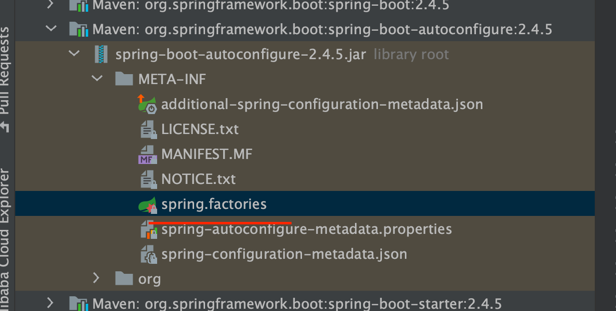 Maven: org.springframework.boot:spring-boot:2.4.5
Maven: org.springframework.boot:spring-boot-autoconfigure:2.4.5
spring-boot-autoconfigure-2.4.5.jar library root
META-INF
additional-spring-configuration-metadata.json
LICENSE.txt
MF MANIFEST.MF
NOTICE.txt
spring.factories
spring-autoconfigure-metadata.properties
spring-configuration-metadata.json
org
Maven: org.springframework.boot:spring-boot-starter:2.4.5
Pull Requests
libaba Cloud Explorer